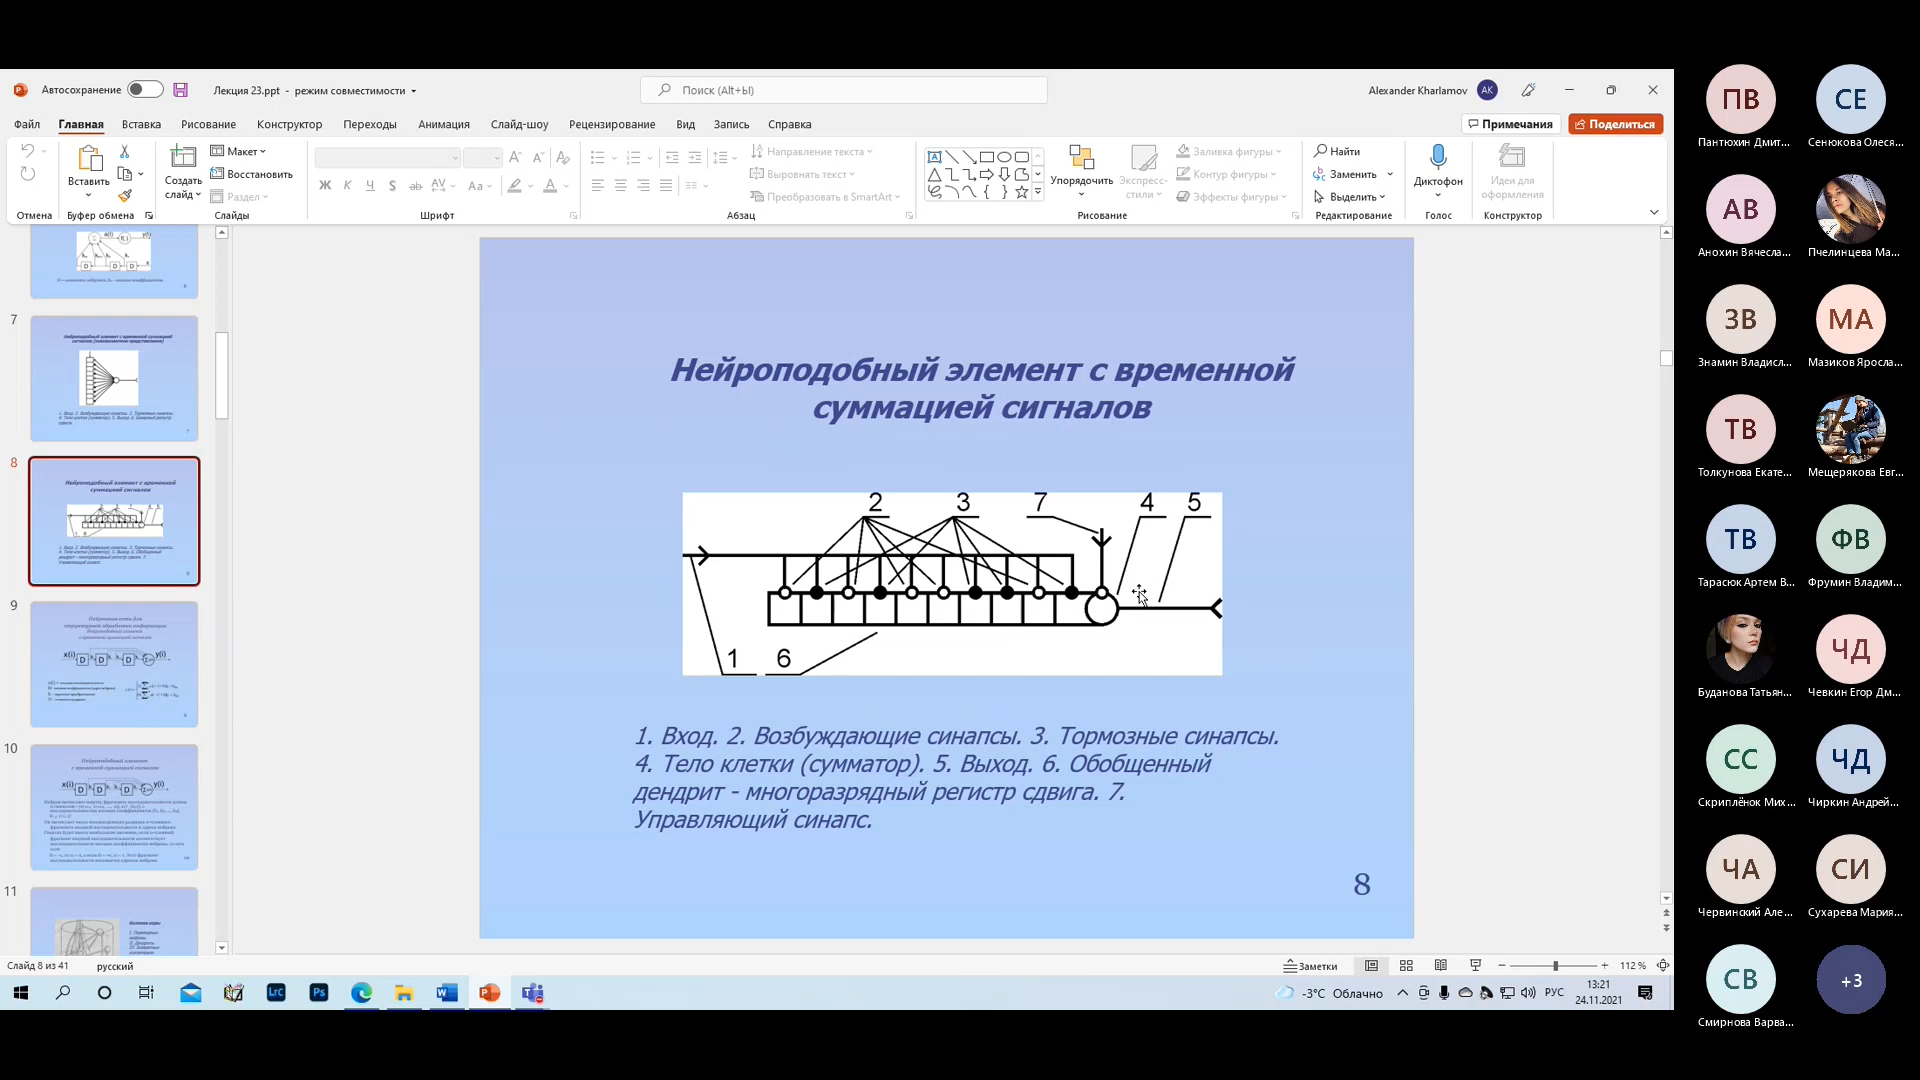 Автосохранение
Лекция 23.ppt - режим совместимости
Поиск (Alt+Ы)
Alexander Kharlamov
АК
Файл Главная Вставка Рисование Конструктор Переходы Анимация Слайд-шоу Рецензирование Вид Запись Справка
Примечания
Поделиться
Вставить
Создать слайд
Макет
Восстановить
Раздел
Направление текста
Выровнять текст
Преобразовать в SmartArt
Упорядочить
Экспресс-стили
Заливка фигуры
Контур фигуры
Эффекты фигуры
Найти
Заменить
Выделить
Диктофон
Идеи для оформления
Отмена Буфер обмена Слайды Шрифт Абзац Рисование Редактирование Голос Конструктор
7
8
9
10
11
Нейроподобный элемент с временной
суммацией сигналов
2 3 7 4 5
1 6
1. Вход. 2. Возбуждающие синапсы. 3. Тормозные синапсы.
4. Тело клетки (сумматор). 5. Выход. 6. Обобщенный
дендрит - многоразрядный регистр сдвига. 7.
Управляющий синапс.
8
Слайд 8 из 41 русский
Заметки
112 %
-3°C Облачно
РУС
13:21
24.11.2021
ПВ СЕ
Пантюхин Дмит... Сенюкова Олеся...
АВ
Анохин Вячесла... Пчелинцева Ма...
ЗВ МА
Знамин Владисл... Мазиков Яросла...
ТВ
Толкунова Екате... Мещерякова Евг...
ТВ ФВ
Тарасюк Артем В... Фрумин Владим...
ЧД
Буданова Татьян... Чевкин Егор Дм...
СС ЧД
Скриплёнок Мих... Чиркин Андрей...
ЧА СИ
Червинский Але... Сухарева Мария...
СВ +3
Смирнова Варва...